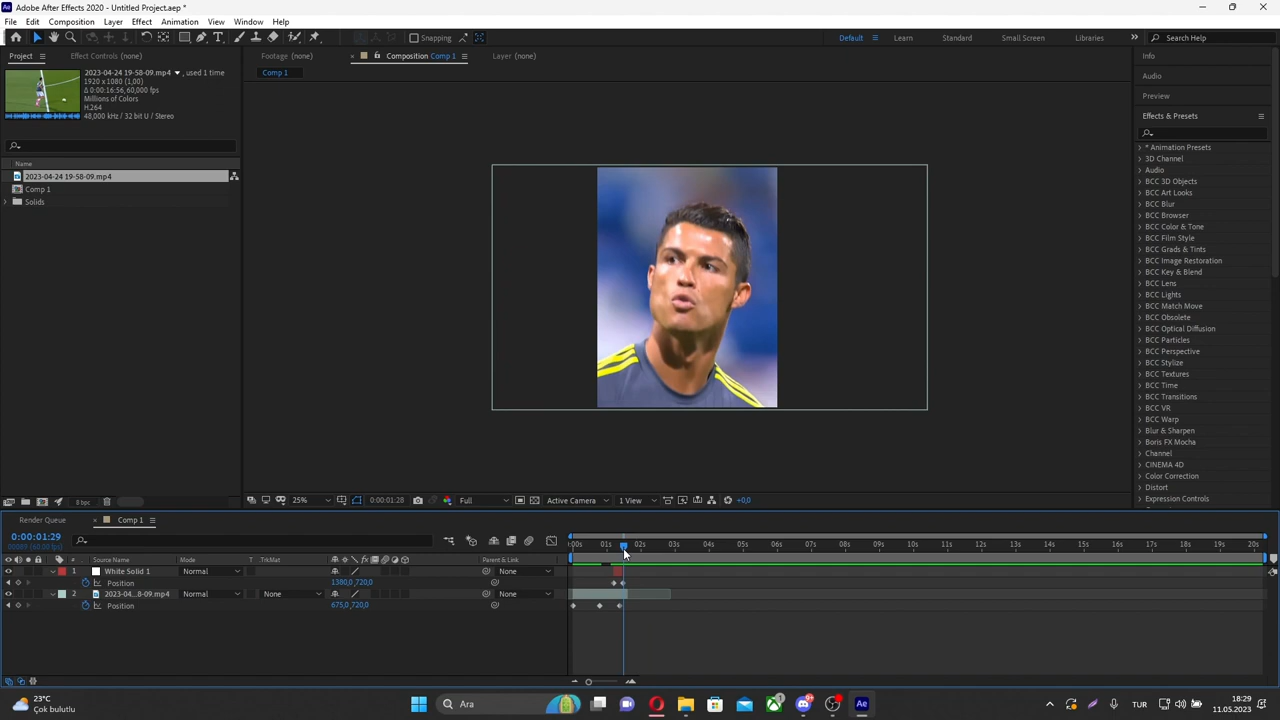 Adobe After Effects 2020 - Untitled Project.aep *
File Edit Composition Layer Effect Animation View Window Help
Snapping
Default Learn Standard Small Screen Libraries Search Help
Project Effect Controls (none) Footage (none) Composition Comp 1 Layer (none)
Comp 1
2023-04-24 19-58-09.mp4 , used 1 time
1920 x 1080 (1,00)
Δ 0:00:16:56, 60,000 fps
Millions of Colors
H.264
48,000 kHz / 32 bit U / Stereo
Name
2023-04-24 19-58-09.mp4
Comp 1
Solids
Info
Audio
Preview
Effects & Presets
* Animation Presets
3D Channel
Audio
BCC 3D Objects
BCC Art Looks
BCC Blur
BCC Browser
BCC Color & Tone
BCC Film Style
BCC Grads & Tints
BCC Image Restoration
BCC Key & Blend
BCC Lens
BCC Lights
BCC Match Move
BCC Obsolete
BCC Optical Diffusion
BCC Particles
BCC Perspective
BCC Stylize
BCC Textures
BCC Time
BCC Transitions
BCC VR
BCC Warp
Blur & Sharpen
Boris FX Mocha
Channel
CINEMA 4D
Color Correction
Distort
Expression Controls
8 bpc
25% 0:00:01:28 Full Active Camera 1 View +0,0
Render Queue Comp 1
0:00:01:29
00089 (60.00 fps)
# Source Name Mode T TrkMat Parent & Link
1 White Solid 1 Normal None
Position 1380,0,720,0
2 2023-04...8-09.mp4 Normal None None
Position 675,0,720,0
:00s 01s 02s 03s 04s 05s 06s 07s 08s 09s 10s 11s 12s 13s 14s 15s 16s 17s 18s 19s 20s
23°C
Çok bulutlu
Ara
TUR
18:29
11.05.2023